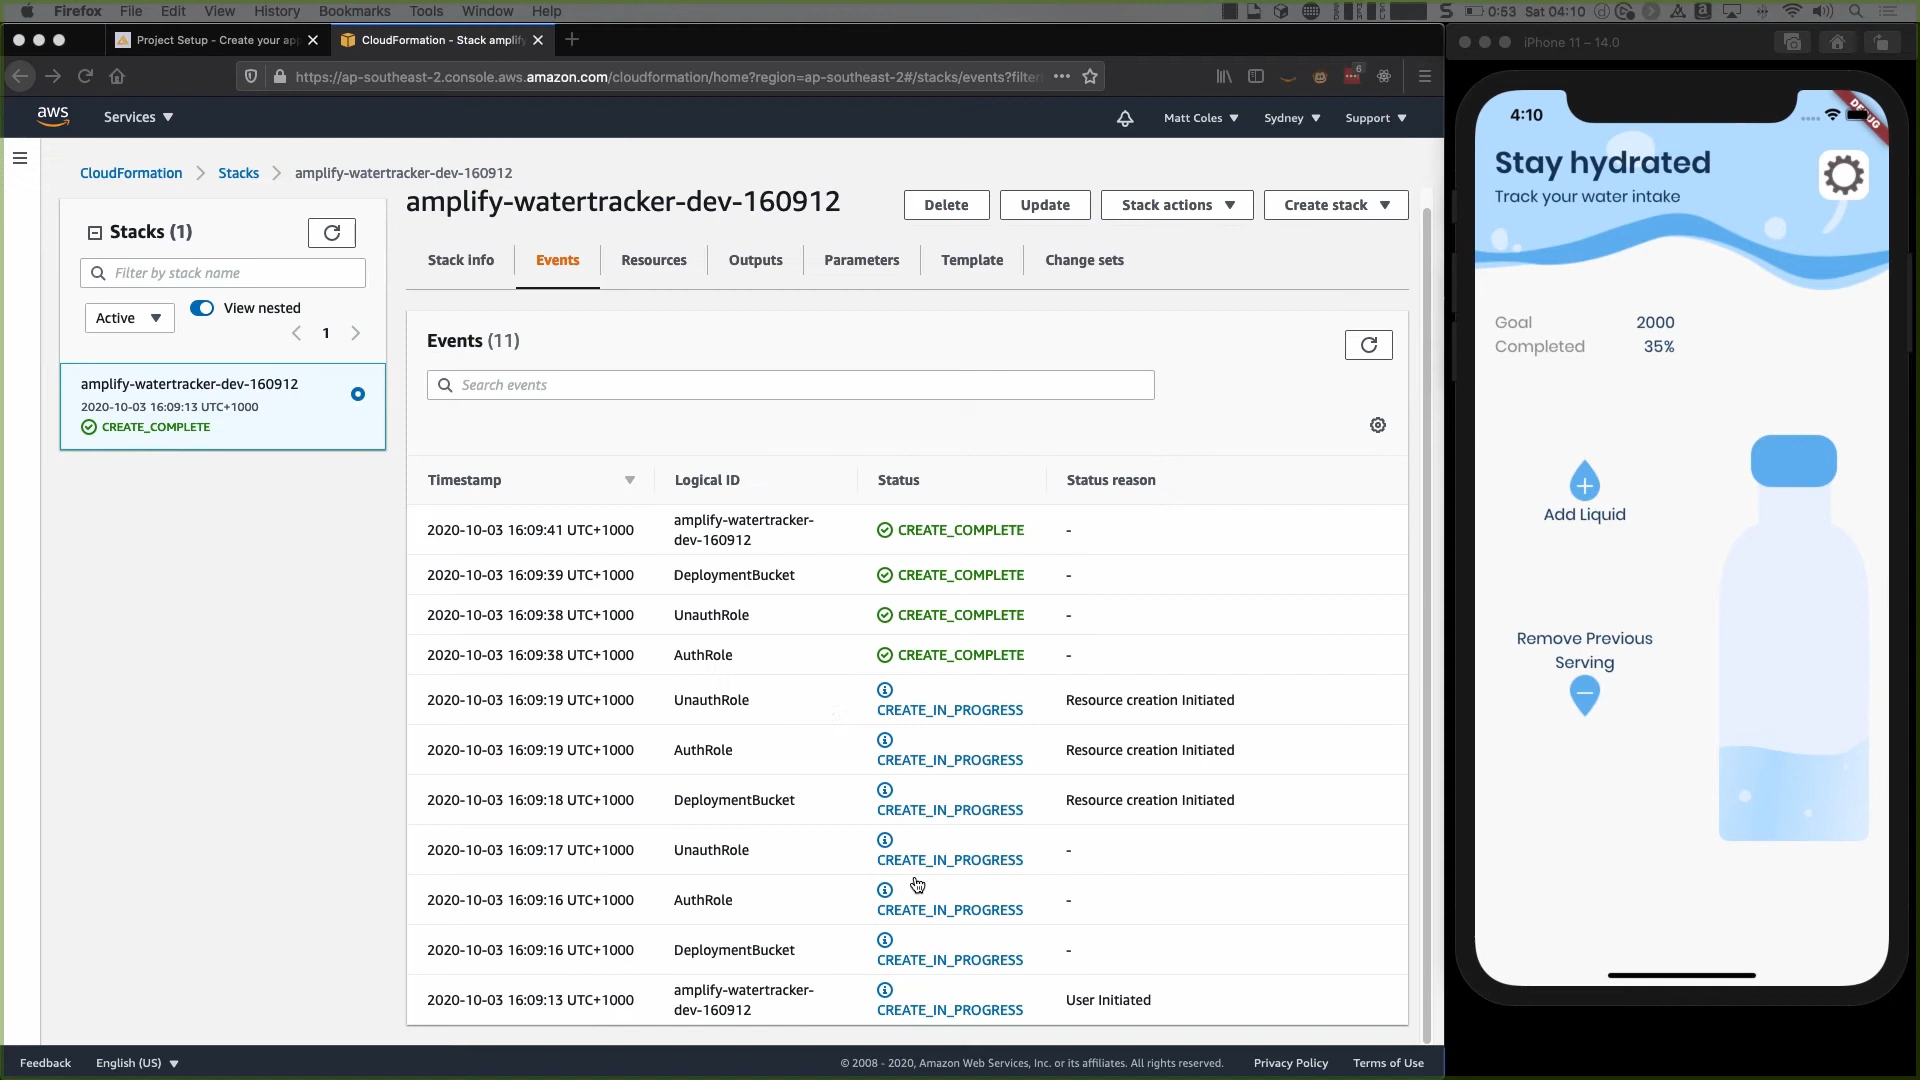 Firefox File Edit View History Bookmarks Tools Window Help
0:53 Sat 04:10
Project Setup - Create your app
CloudFormation - Stack amplify
https://ap-southeast-2.console.aws.amazon.com/cloudformation/home?region=ap-southeast-2#/stacks/events?filter
6
aws Services
Matt Coles Sydney Support
CloudFormation Stacks amplify-watertracker-dev-160912
Stacks (1)
Filter by stack name
Active
View nested
1
amplify-watertracker-dev-160912
2020-10-03 16:09:13 UTC+1000
CREATE_COMPLETE
amplify-watertracker-dev-160912
Delete Update Stack actions Create stack
Stack info Events Resources Outputs Parameters Template Change sets
Events (11)
Search events
Timestamp Logical ID Status Status reason
2020-10-03 16:09:41 UTC+1000 amplify-watertracker-dev-160912 CREATE_COMPLETE -
2020-10-03 16:09:39 UTC+1000 DeploymentBucket CREATE_COMPLETE -
2020-10-03 16:09:38 UTC+1000 UnauthRole CREATE_COMPLETE -
2020-10-03 16:09:38 UTC+1000 AuthRole CREATE_COMPLETE -
2020-10-03 16:09:19 UTC+1000 UnauthRole CREATE_IN_PROGRESS Resource creation Initiated
2020-10-03 16:09:19 UTC+1000 AuthRole CREATE_IN_PROGRESS Resource creation Initiated
2020-10-03 16:09:18 UTC+1000 DeploymentBucket CREATE_IN_PROGRESS Resource creation Initiated
2020-10-03 16:09:17 UTC+1000 UnauthRole CREATE_IN_PROGRESS -
2020-10-03 16:09:16 UTC+1000 AuthRole CREATE_IN_PROGRESS -
2020-10-03 16:09:16 UTC+1000 DeploymentBucket CREATE_IN_PROGRESS -
2020-10-03 16:09:13 UTC+1000 amplify-watertracker-dev-160912 CREATE_IN_PROGRESS User Initiated
Feedback English (US)
© 2008 - 2020, Amazon Web Services, Inc. or its affiliates. All rights reserved. Privacy Policy Terms of Use
iPhone 11 – 14.0
4:10
DEBUG
Stay hydrated
Track your water intake
Goal 2000
Completed 35%
Add Liquid
Remove Previous
Serving